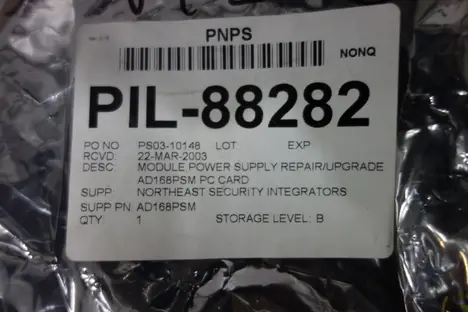 PNPS
NONQ
PIL-88282
PO NO PS03-10148 LOT EXP
RCVD: 22-MAR-2003
DESC: MODULE POWER SUPPLY REPAIR/UPGRADE
AD168PSM PC CARD
SUPP: NORTHEAST SECURITY INTEGRATORS
SUPP PN: AD168PSM
QTY: 1 STORAGE LEVEL: B